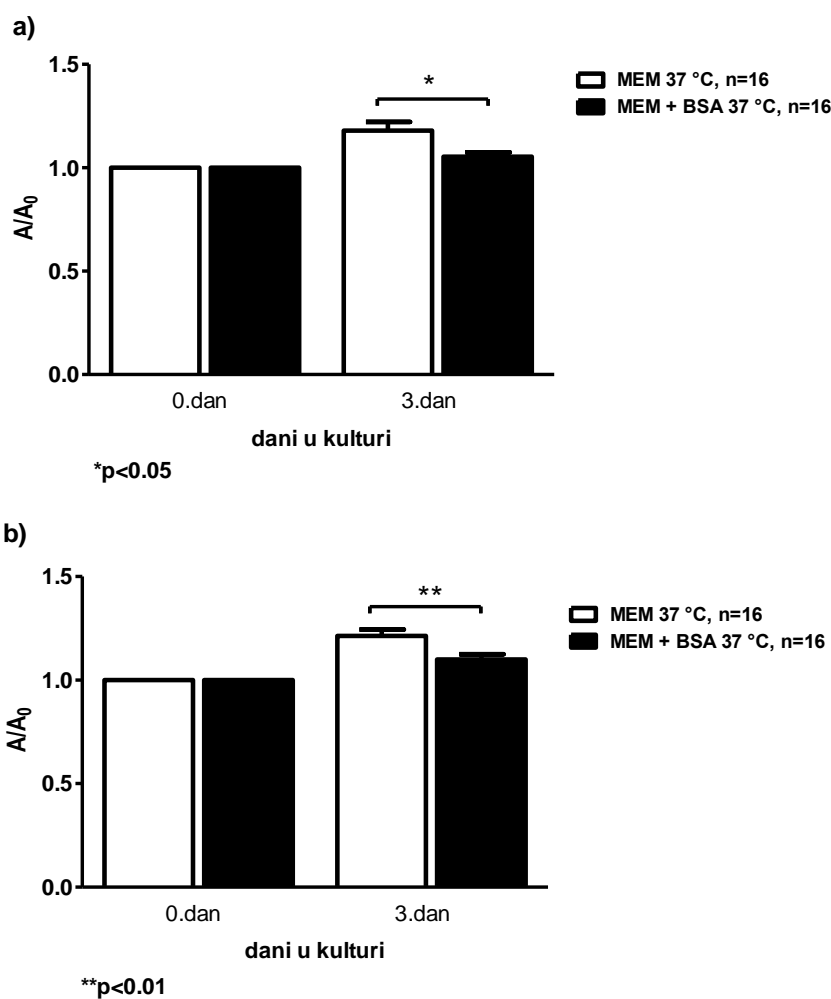 a)
1.5
1.0
0.5
0.0
A/A₀
*
MEM 37 °C, n=16
MEM + BSA 37 °C, n=16
0.dan 3.dan
dani u kulturi
*p<0.05
b)
1.5
1.0
0.5
0.0
A/A₀
**
MEM 37 °C, n=16
MEM + BSA 37 °C, n=16
0.dan 3.dan
dani u kulturi
**p<0.01